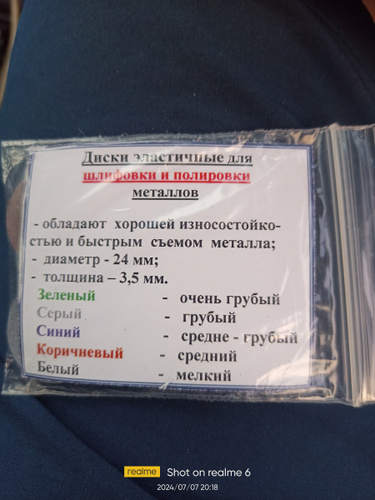 Диски эластичные для
шлифовки и полировки
металлов
- обладают хорошей износостойко-
стью и быстрым съемом металла;
- диаметр - 24 мм;
- толщина – 3,5 мм.
Зеленый - очень грубый
Серый - грубый
Синий - средне - грубый
Коричневый - средний
Белый - мелкий
realme Shot on realme 6
2024/07/07 20:18